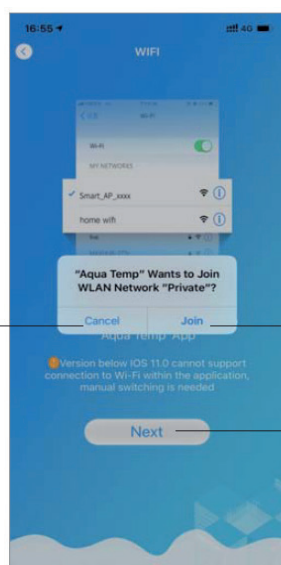 16:55 4G
WIFI
Wi-Fi
MY NETWORKS
Smart_AP_xxxx
home wifi
"Aqua Temp" Wants to Join
WLAN Network "Private"?
Cancel Join
Aqua Temp App
Version below IOS 11.0 cannot support
connection to Wi-Fi within the application,
manual switching is needed
Next